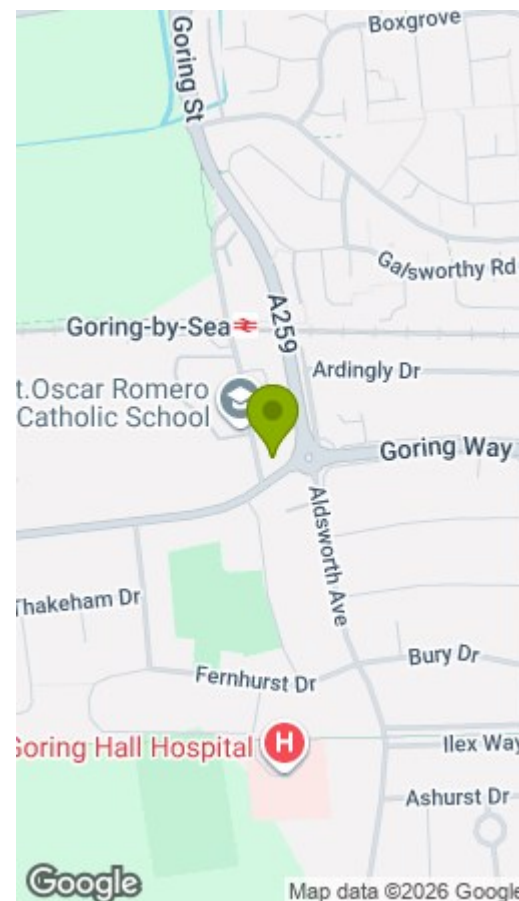 Boxgrove
Goring St
Galsworthy Rd
A259
Goring-by-Sea
Ardingly Dr
t.Oscar Romero
Catholic School
Goring Way
Aldsworth Ave
Thakeham Dr
Bury Dr
Fernhurst Dr
Goring Hall Hospital
H
Ilex Way
Ashurst Dr
Google
Map data ©2026 Google